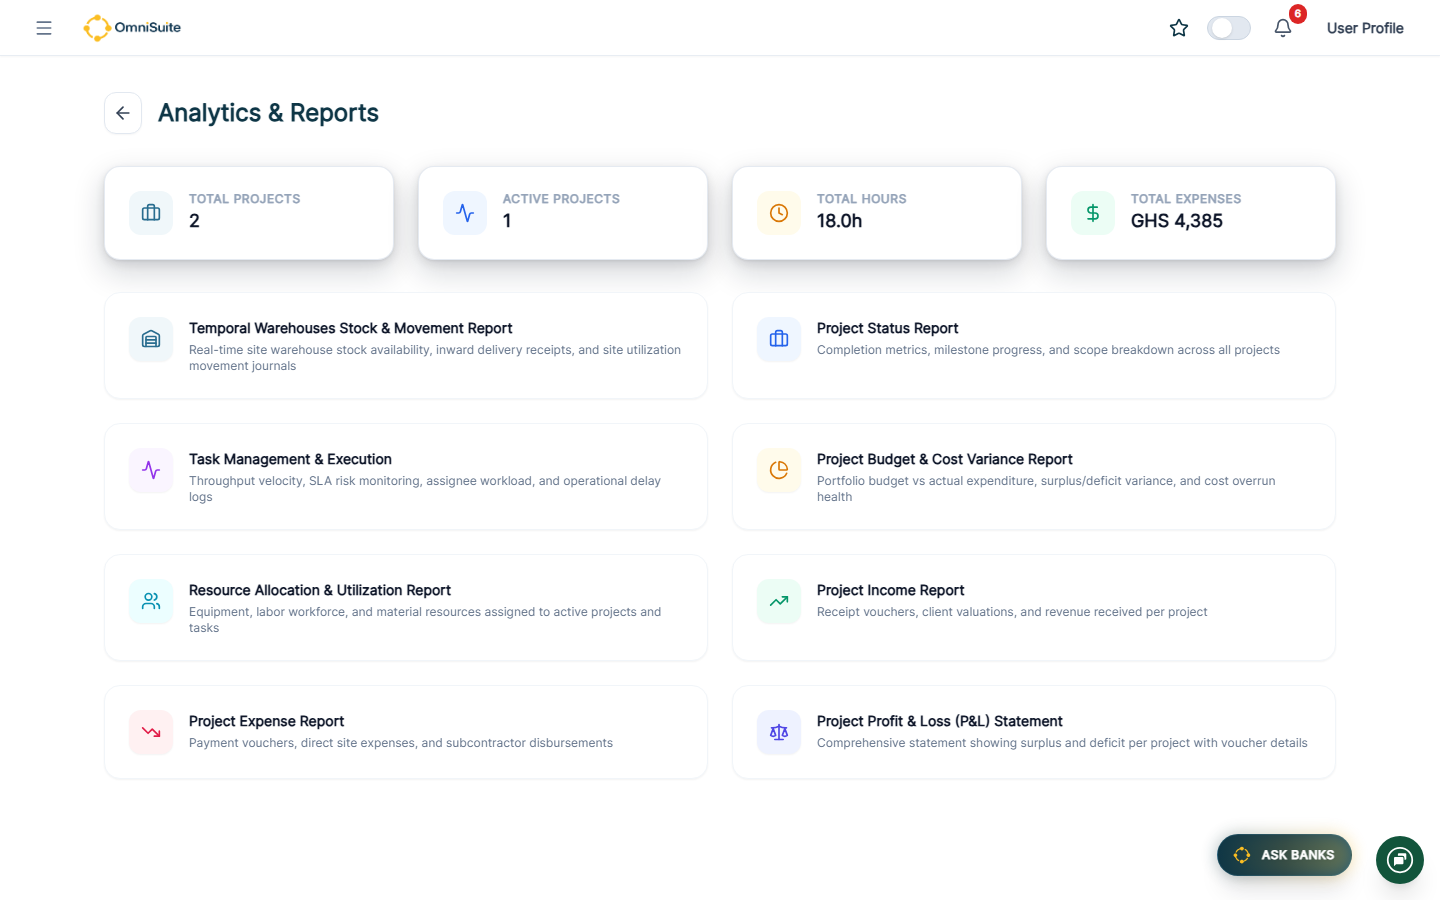 OmniSuite
6
User Profile
Analytics & Reports
TOTAL PROJECTS
2
ACTIVE PROJECTS
1
TOTAL HOURS
18.0h
TOTAL EXPENSES
GHS 4,385
Temporal Warehouses Stock & Movement Report
Real-time site warehouse stock availability, inward delivery receipts, and site utilization
movement journals
Project Status Report
Completion metrics, milestone progress, and scope breakdown across all projects
Task Management & Execution
Throughput velocity, SLA risk monitoring, assignee workload, and operational delay
logs
Project Budget & Cost Variance Report
Portfolio budget vs actual expenditure, surplus/deficit variance, and cost overrun
health
Resource Allocation & Utilization Report
Equipment, labor workforce, and material resources assigned to active projects and
tasks
Project Income Report
Receipt vouchers, client valuations, and revenue received per project
Project Expense Report
Payment vouchers, direct site expenses, and subcontractor disbursements
Project Profit & Loss (P&L) Statement
Comprehensive statement showing surplus and deficit per project with voucher details
ASK BANKS